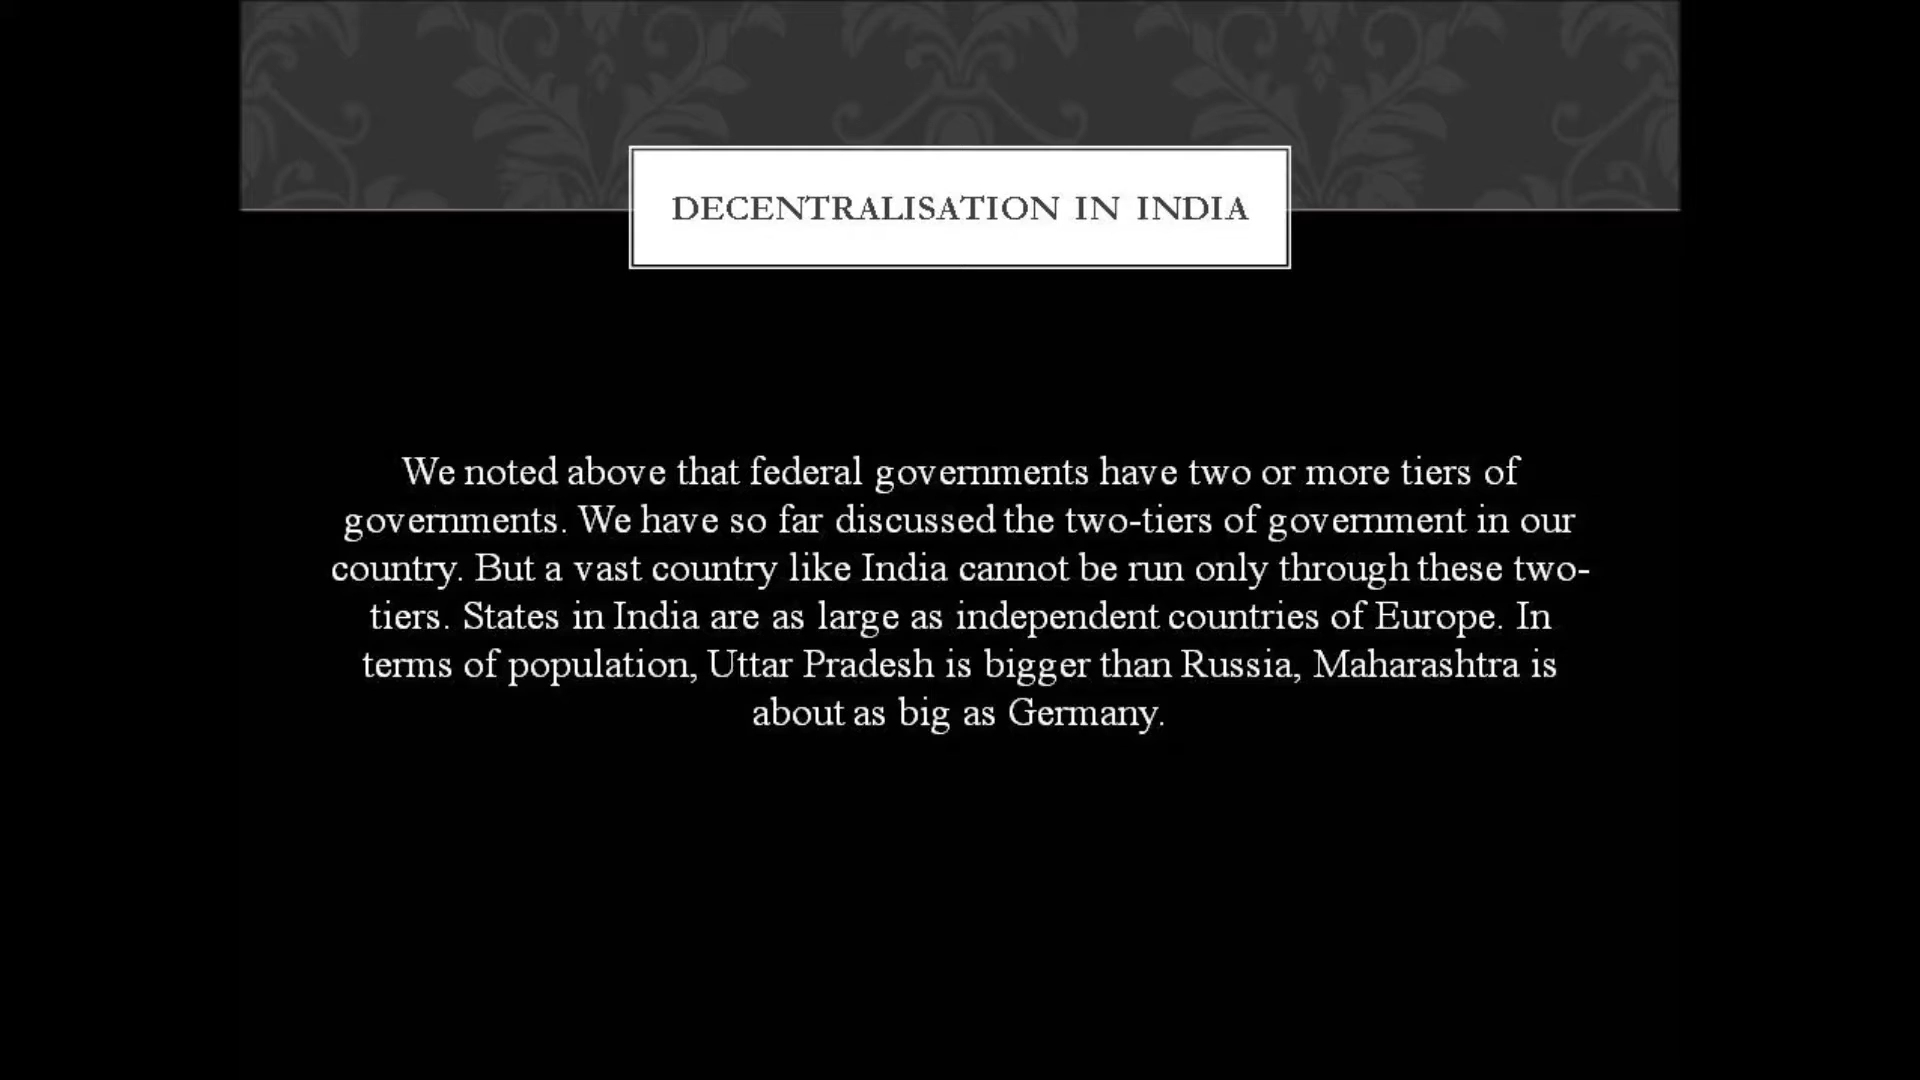 DECENTRALISATION IN INDIA
We noted above that federal governments have two or more tiers of
governments. We have so far discussed the two-tiers of government in our
country. But a vast country like India cannot be run only through these two-
tiers. States in India are as large as independent countries of Europe. In
terms of population, Uttar Pradesh is bigger than Russia, Maharashtra is
about as big as Germany.